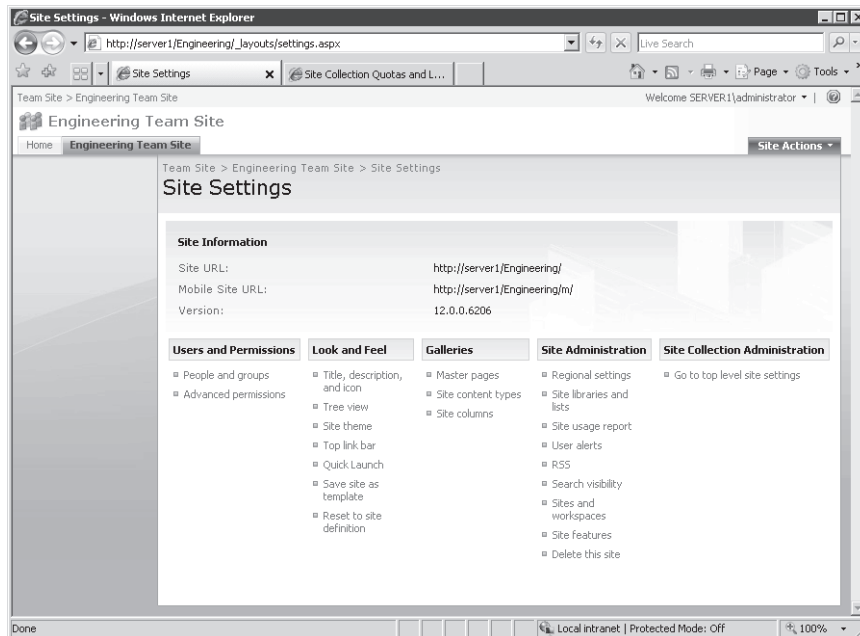 Site Settings - Windows Internet Explorer
http://server1/Engineering/_layouts/settings.aspx
Live Search
Site Settings
Site Collection Quotas and L...
Page
Tools
Team Site > Engineering Team Site
Welcome SERVER1\administrator
Engineering Team Site
Home
Engineering Team Site
Site Actions
Team Site > Engineering Team Site > Site Settings
Site Settings
Site Information
Site URL: http://server1/Engineering/
Mobile Site URL: http://server1/Engineering/m/
Version: 12.0.0.6206
Users and Permissions
People and groups
Advanced permissions
Look and Feel
Title, description,
and icon
Tree view
Site theme
Top link bar
Quick Launch
Save site as
template
Reset to site
definition
Galleries
Master pages
Site content types
Site columns
Site Administration
Regional settings
Site libraries and
lists
Site usage report
User alerts
RSS
Search visibility
Sites and
workspaces
Site features
Delete this site
Site Collection Administration
Go to top level site settings
Done
Local intranet | Protected Mode: Off
100%